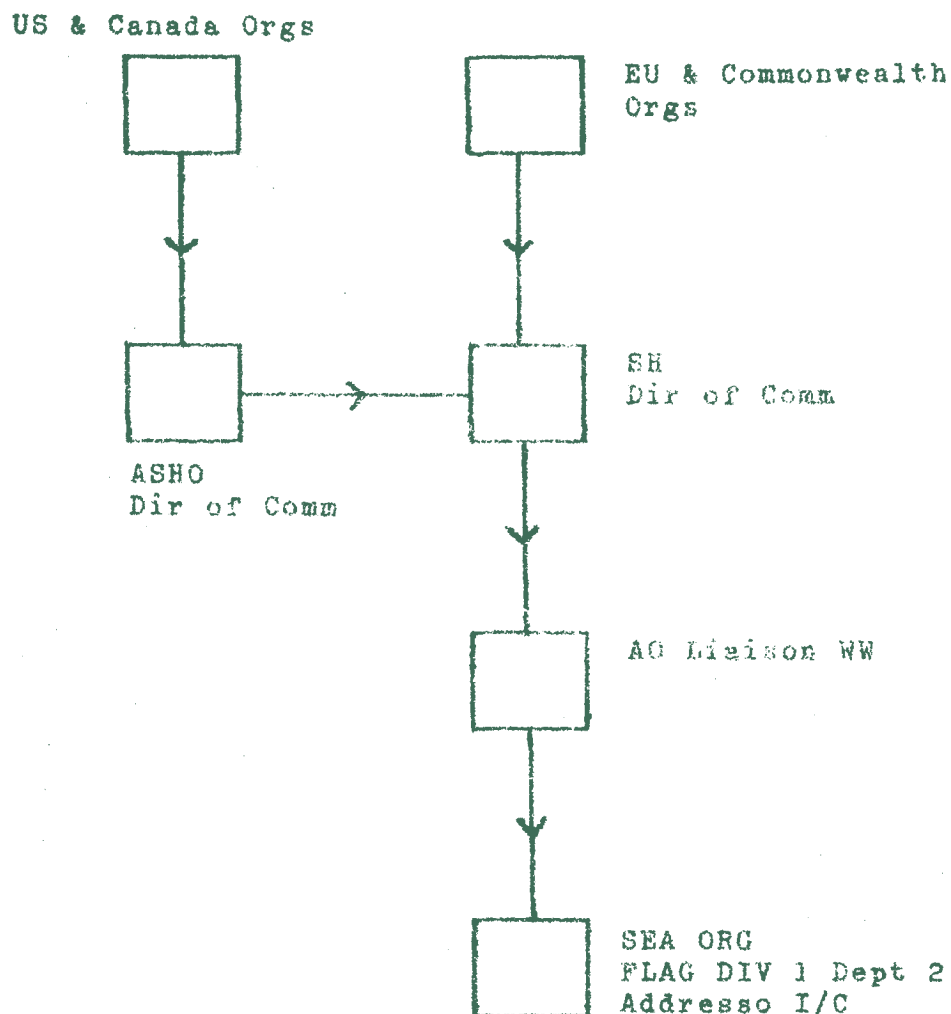 US & Canada Orgs
EU & Commonwealth
Orgs
SH
Dir of Comm
ASHO
Dir of Comm
AO Liaison WW
SEA ORG
FLAG DIV 1 Dept 2
Addresso I/C